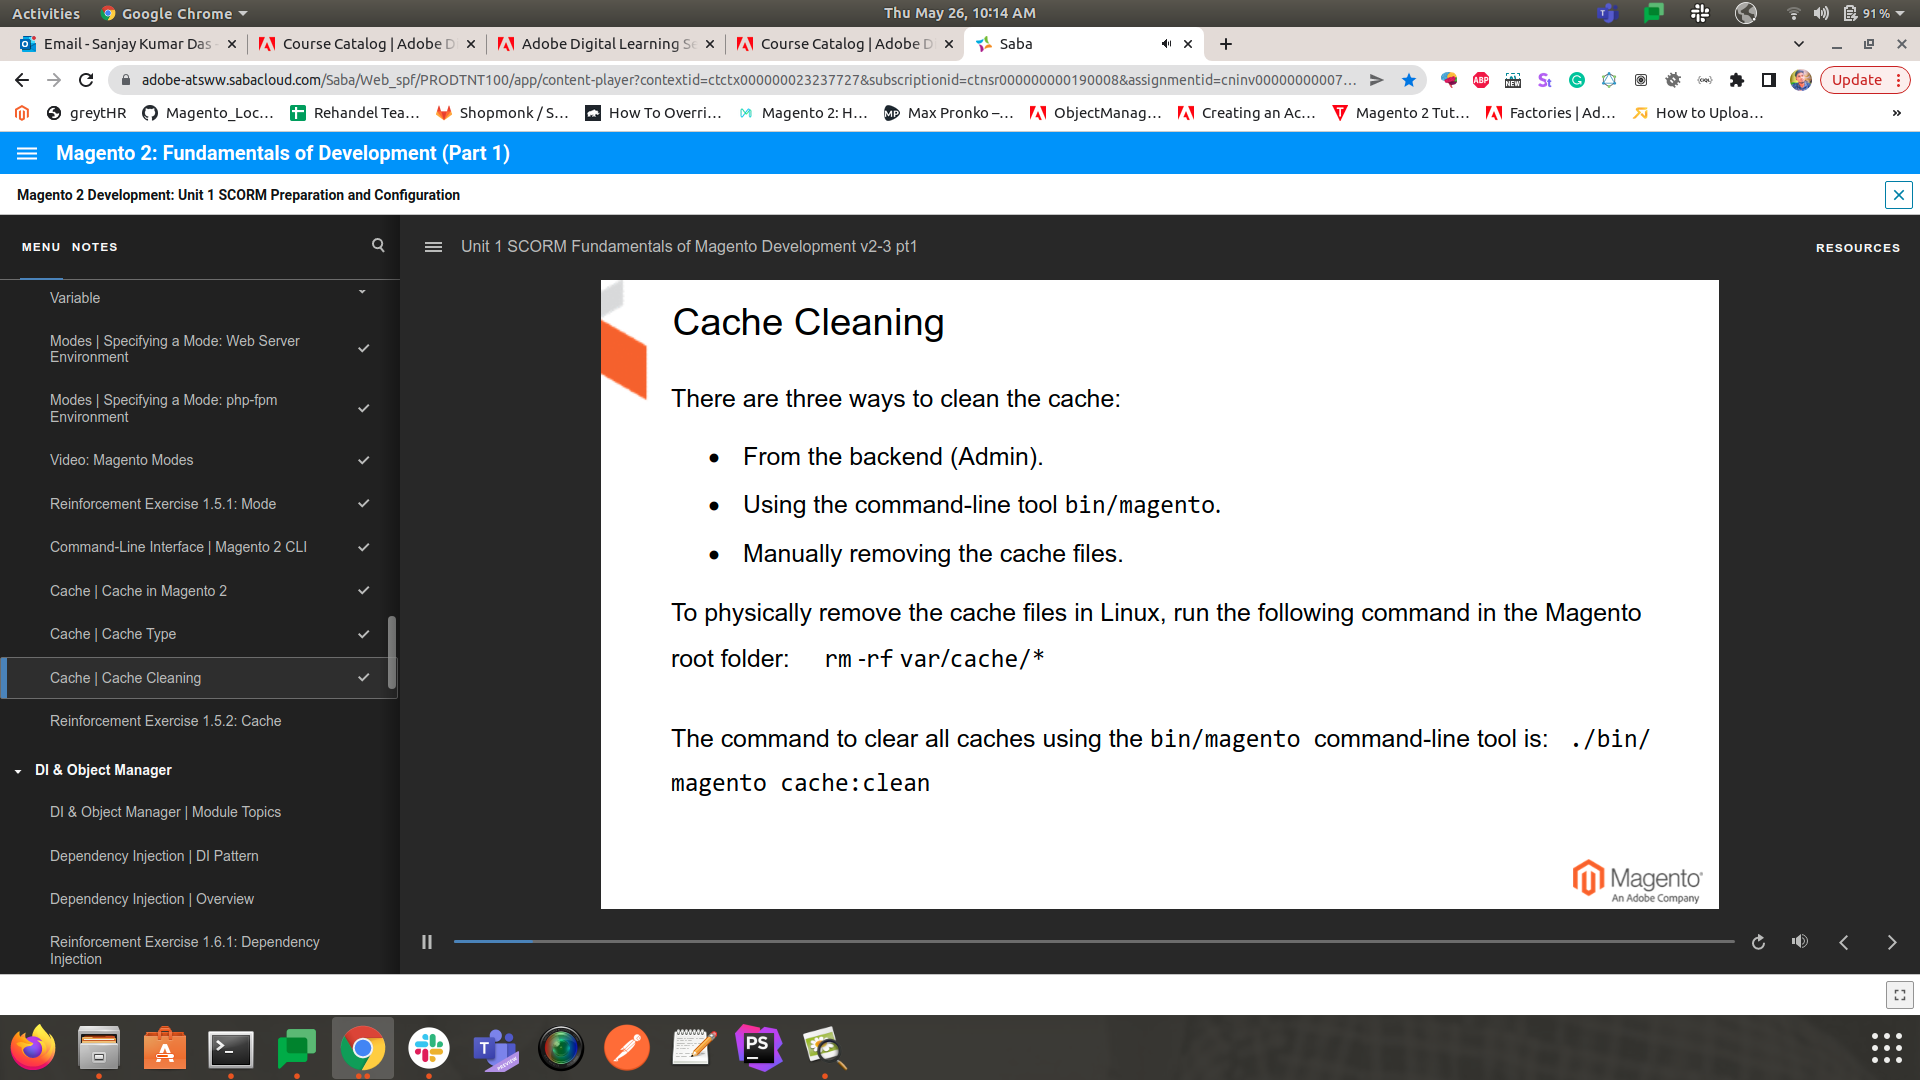 Activities Google Chrome Thu May 26, 10:14 AM 91 %
Email - Sanjay Kumar Das - Course Catalog | Adobe D Adobe Digital Learning Se Course Catalog | Adobe D Saba
adobe-atsww.sabacloud.com/Saba/Web_spf/PRODTNT100/app/content-player?contextid=ctctx000000023237727&subscriptionid=ctnsr000000000190008&assignmentid=cninv00000000007... Update
greytHR Magento_Loc... Rehandel Tea... Shopmonk / S... How To Overri... Magento 2: H... Max Pronko –... ObjectManag... Creating an Ac... Magento 2 Tut... Factories | Ad... How to Uploa... »
Magento 2: Fundamentals of Development (Part 1)
Magento 2 Development: Unit 1 SCORM Preparation and Configuration
MENU NOTES
Unit 1 SCORM Fundamentals of Magento Development v2-3 pt1
RESOURCES
Variable
Modes | Specifying a Mode: Web Server
Environment
Modes | Specifying a Mode: php-fpm
Environment
Video: Magento Modes
Reinforcement Exercise 1.5.1: Mode
Command-Line Interface | Magento 2 CLI
Cache | Cache in Magento 2
Cache | Cache Type
Cache | Cache Cleaning
Reinforcement Exercise 1.5.2: Cache
DI & Object Manager
DI & Object Manager | Module Topics
Dependency Injection | DI Pattern
Dependency Injection | Overview
Reinforcement Exercise 1.6.1: Dependency
Injection
Cache Cleaning
There are three ways to clean the cache:
• From the backend (Admin).
• Using the command-line tool bin/magento.
• Manually removing the cache files.
To physically remove the cache files in Linux, run the following command in the Magento
root folder: rm -rf var/cache/*
The command to clear all caches using the bin/magento command-line tool is: ./bin/
magento cache:clean
Magento
An Adobe Company